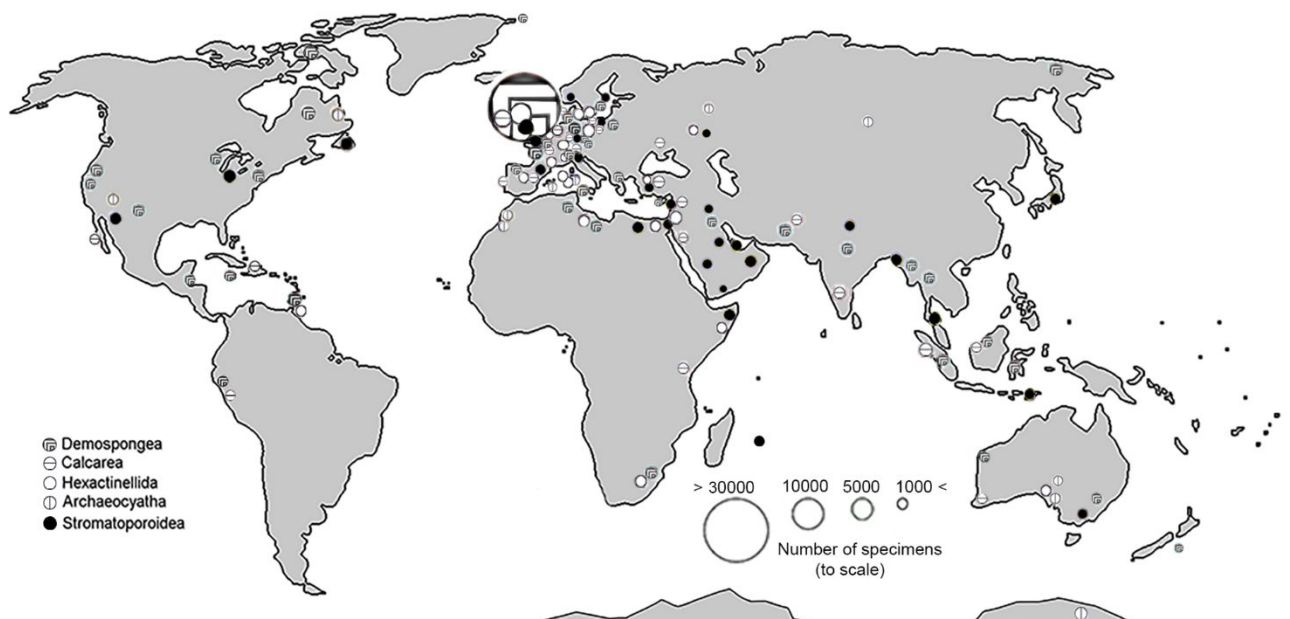 Demospongea
Calcarea
Hexactinellida
Archaeocyatha
Stromatoporoidea
> 30000 10000 5000 1000 <
Number of specimens
(to scale)